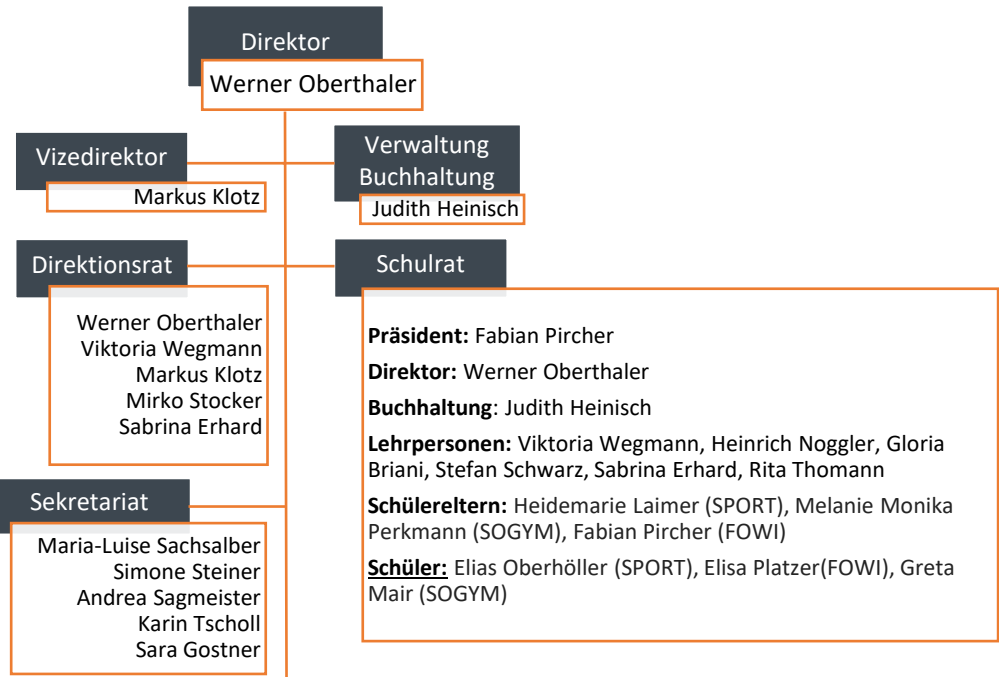 Direktor
Werner Oberthaler
Vizedirektor
Markus Klotz
Verwaltung
Buchhaltung
Judith Heinisch
Direktionsrat
Werner Oberthaler
Viktoria Wegmann
Markus Klotz
Mirko Stocker
Sabrina Erhard
Schulrat
Präsident: Fabian Pircher
Direktor: Werner Oberthaler
Buchhaltung: Judith Heinisch
Lehrpersonen: Viktoria Wegmann, Heinrich Noggler, Gloria
Briani, Stefan Schwarz, Sabrina Erhard, Rita Thomann
Schülereltern: Heidemarie Laimer (SPORT), Melanie Monika
Perkmann (SOGYM), Fabian Pircher (FOWI)
Schüler: Elias Oberhöller (SPORT), Elisa Platzer(FOWI), Greta
Mair (SOGYM)
Sekretariat
Maria-Luise Sachsalber
Simone Steiner
Andrea Sagmeister
Karin Tscholl
Sara Gostner